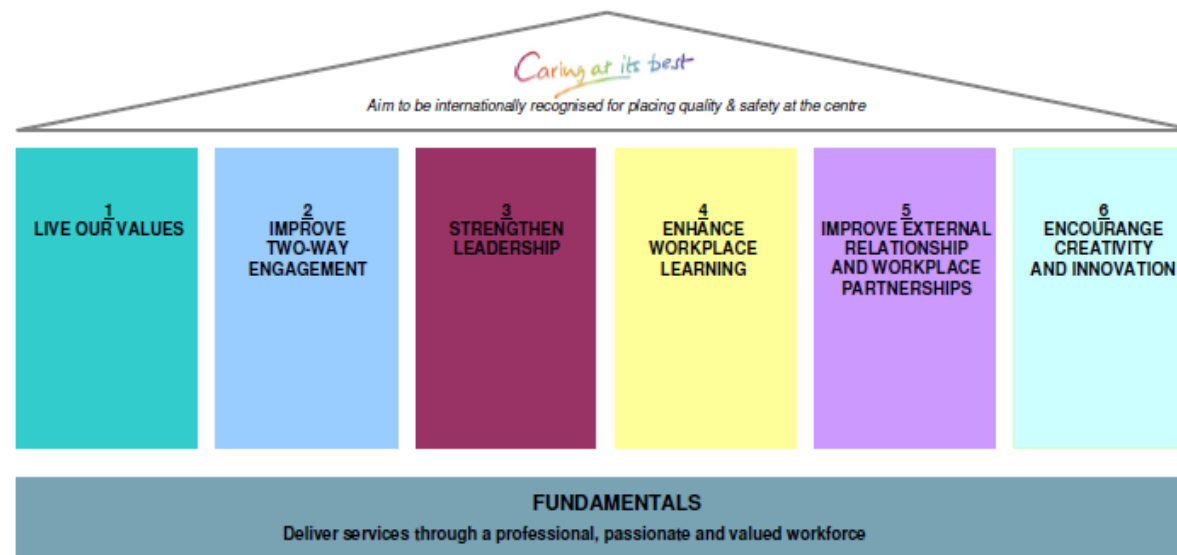 Caring at its best
Aim to be internationally recognised for placing quality & safety at the centre
1
LIVE OUR VALUES
2
IMPROVE
TWO-WAY
ENGAGEMENT
3
STRENGTHEN
LEADERSHIP
4
ENHANCE
WORKPLACE
LEARNING
5
IMPROVE EXTERNAL
RELATIONSHIP
AND WORKPLACE
PARTNERSHIPS
6
ENCOURANGE
CREATIVITY
AND INNOVATION
FUNDAMENTALS
Deliver services through a professional, passionate and valued workforce